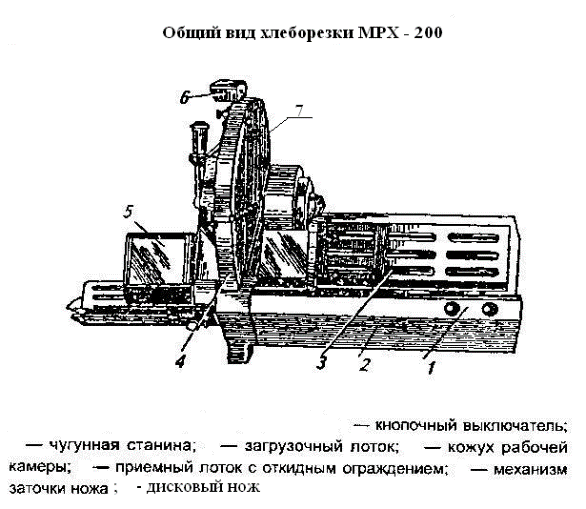 Общий вид хлеборезки МРХ - 200
6
7
5
4
3
2
1
— кнопочный выключатель;
— чугунная станина; — загрузочный лоток; — кожух рабочей
камеры; — приемный лоток с откидным ограждением; — механизм
заточки ножа ; - дисковый нож